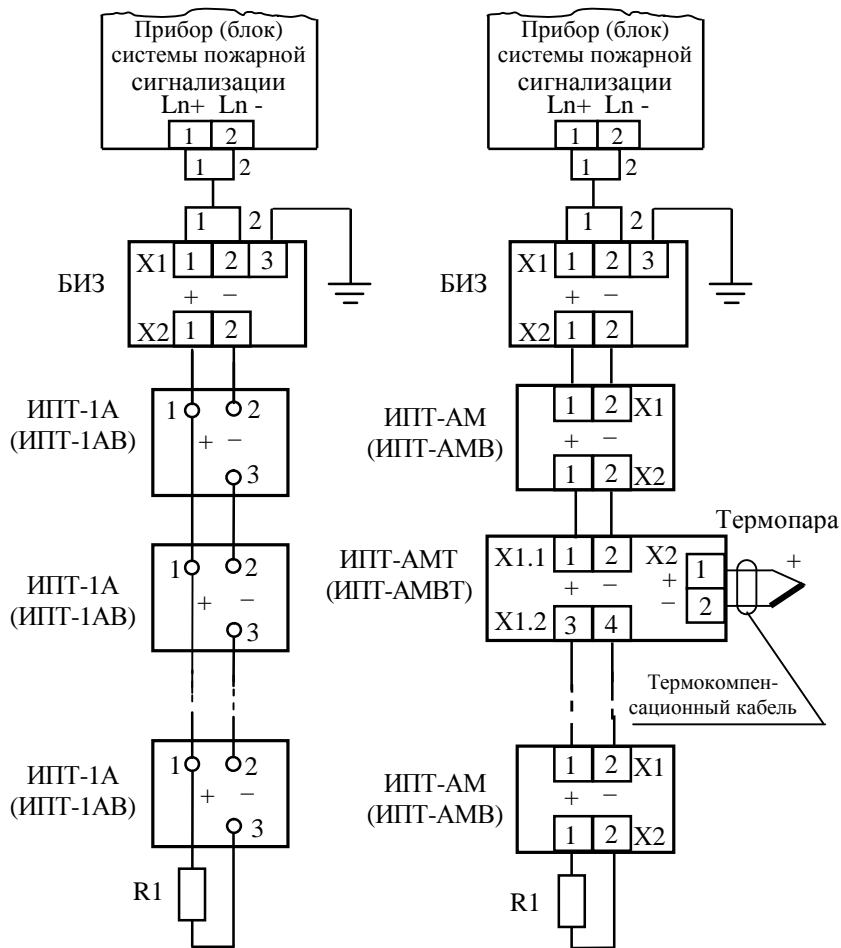 Прибор (блок)
системы пожарной
сигнализации
Ln+ Ln -
1 2
1 2
1 2
X1 1 2 3
БИЗ
+ −
X2 1 2
ИПТ-1А
(ИПТ-1АВ)
1 2
+ −
3
ИПТ-1А
(ИПТ-1АВ)
1 2
+ −
3
ИПТ-1А
(ИПТ-1АВ)
1 2
+ −
3
R1
Прибор (блок)
системы пожарной
сигнализации
Ln+ Ln -
1 2
1 2
1 2
X1 1 2 3
БИЗ
+ −
X2 1 2
ИПТ-АМ
(ИПТ-АМВ)
1 2 X1
+ −
1 2 X2
Термопара
ИПТ-АМТ
(ИПТ-АМВТ)
X1.1 1 2
+ −
X1.2 3 4
X2
+ 1
− 2
+
Термокомпен-
сационный кабель
ИПТ-АМ
(ИПТ-АМВ)
1 2 X1
+ −
1 2 X2
R1